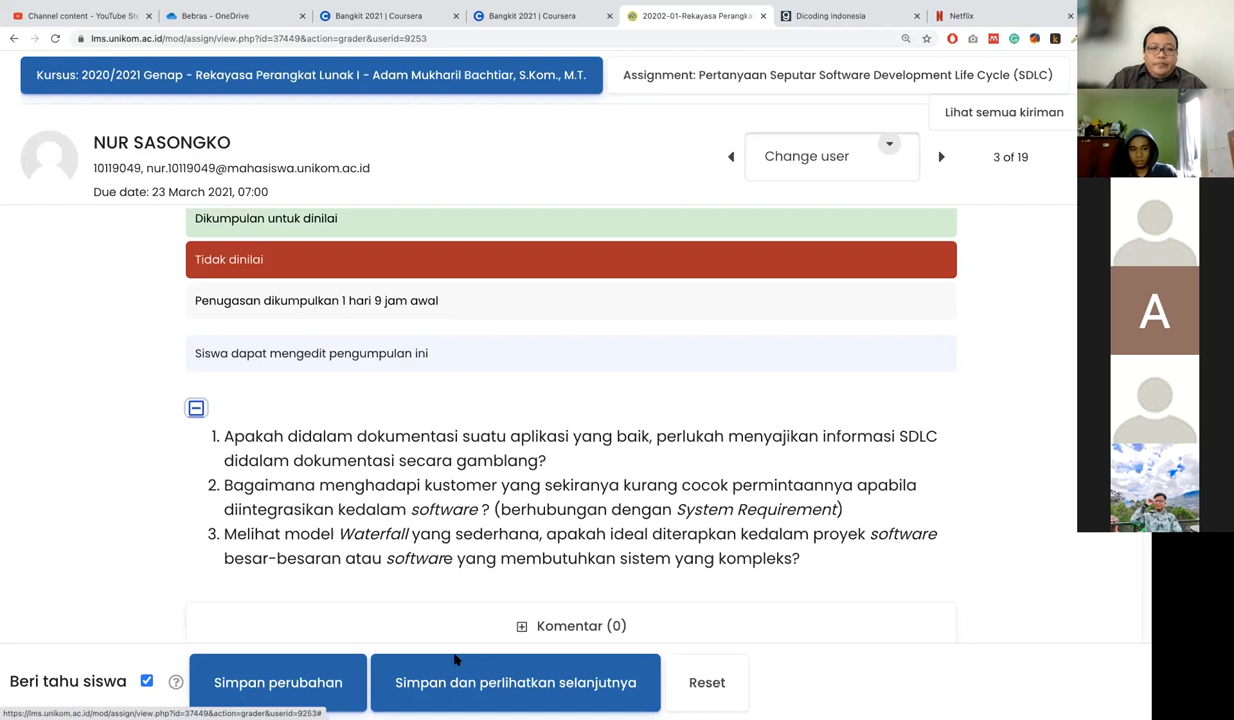 Channel content - YouTube Stu
Bebras - OneDrive
Bangkit 2021 | Coursera
Bangkit 2021 | Coursera
20202-01-Rekayasa Perangka
Dicoding Indonesia
Netflix
lms.unikom.ac.id/mod/assign/view.php?id=37449&action=grader&userid=9253
Kursus: 2020/2021 Genap - Rekayasa Perangkat Lunak I - Adam Mukharil Bachtiar, S.Kom., M.T.
Assignment: Pertanyaan Seputar Software Development Life Cycle (SDLC)
Lihat semua kiriman
NUR SASONGKO
10119049, nur.10119049@mahasiswa.unikom.ac.id
Due date: 23 March 2021, 07:00
Change user
3 of 19
Dikumpulan untuk dinilai
Tidak dinilai
Penugasan dikumpulkan 1 hari 9 jam awal
Siswa dapat mengedit pengumpulan ini
1. Apakah didalam dokumentasi suatu aplikasi yang baik, perlukah menyajikan informasi SDLC
didalam dokumentasi secara gamblang?
2. Bagaimana menghadapi kustomer yang sekiranya kurang cocok permintaannya apabila
diintegrasikan kedalam software ? (berhubungan dengan System Requirement)
3. Melihat model Waterfall yang sederhana, apakah ideal diterapkan kedalam proyek software
besar-besaran atau software yang membutuhkan sistem yang kompleks?
Komentar (0)
Beri tahu siswa
Simpan perubahan
Simpan dan perlihatkan selanjutnya
Reset
https://lms.unikom.ac.id/mod/assign/view.php?id=37449&action=grader&userid=9253#
A